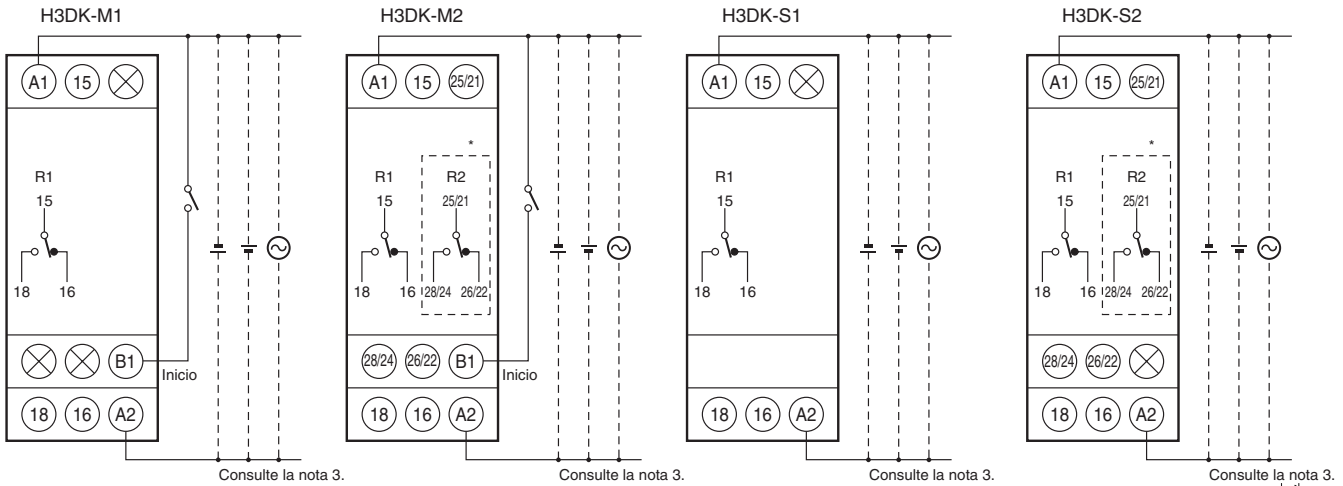 H3DK-M1
A1 15
R1
15
18 16
B1
Inicio
18 16 A2
Consulte la nota 3.
H3DK-M2
A1 15 25/21
*
R1 R2
15 25/21
18 16 28/24 26/22
28/24 26/22 B1
Inicio
18 16 A2
Consulte la nota 3.
H3DK-S1
A1 15
R1
15
18 16
18 16 A2
Consulte la nota 3.
H3DK-S2
A1 15 25/21
*
R1 R2
15 25/21
18 16 28/24 26/22
28/24 26/22
18 16 A2
Consulte la nota 3.